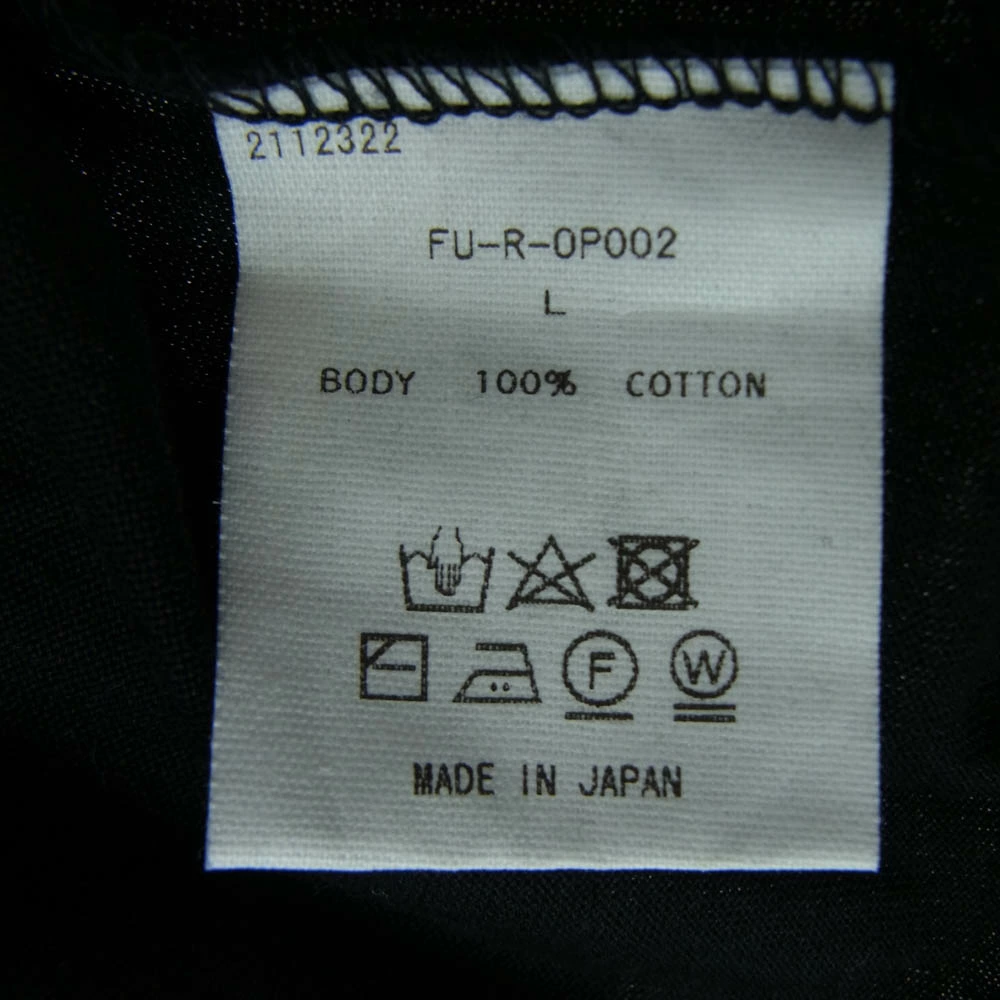 2112322
FU-R-OP002
L
BODY 100% COTTON
F W
MADE IN JAPAN